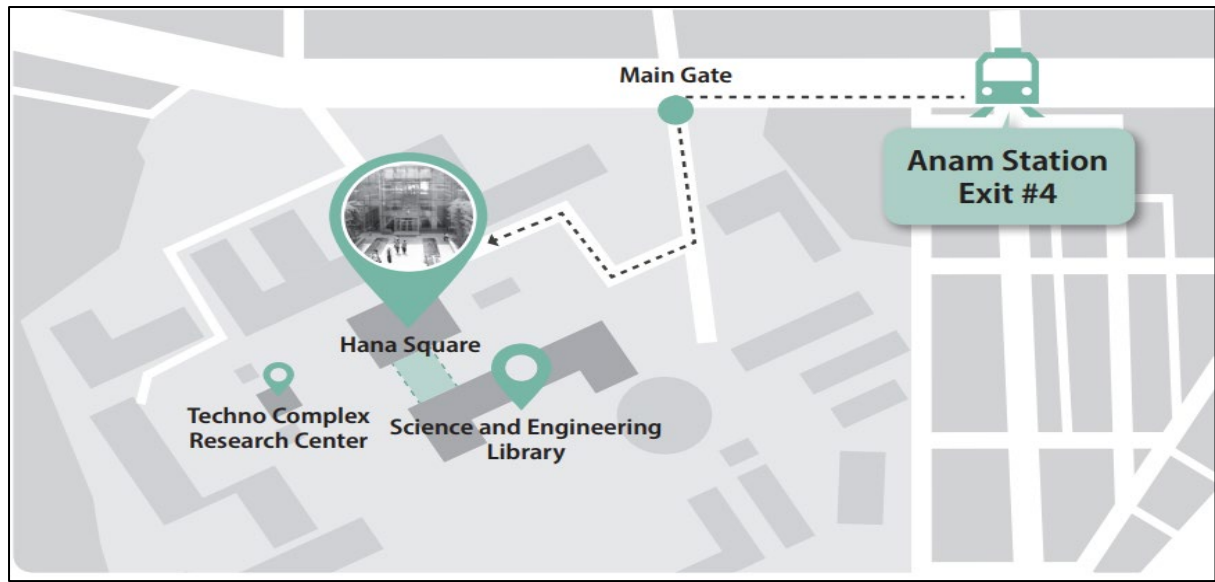 Main Gate
Anam Station
Exit #4
Hana Square
Techno Complex
Research Center
Science and Engineering
Library